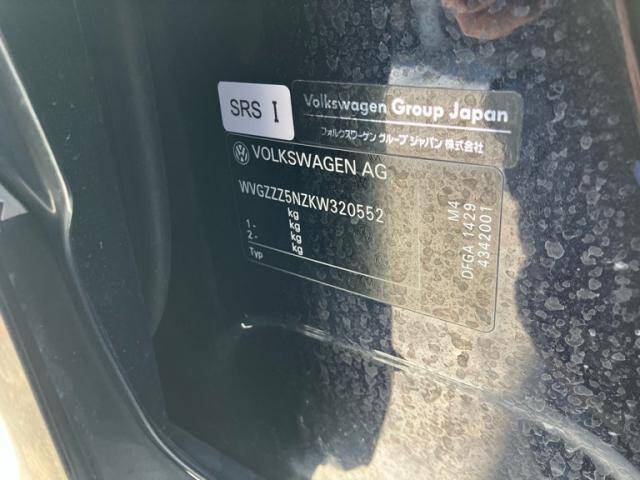 SRS I
Volkswagen Group Japan
フォルクスワーゲン グループ ジャパン 株式会社
VOLKSWAGEN AG
WVGZZZ5NZKW320552
kg
1- kg
2- kg
kg
Typ
M4
DFGA 1429
4342001